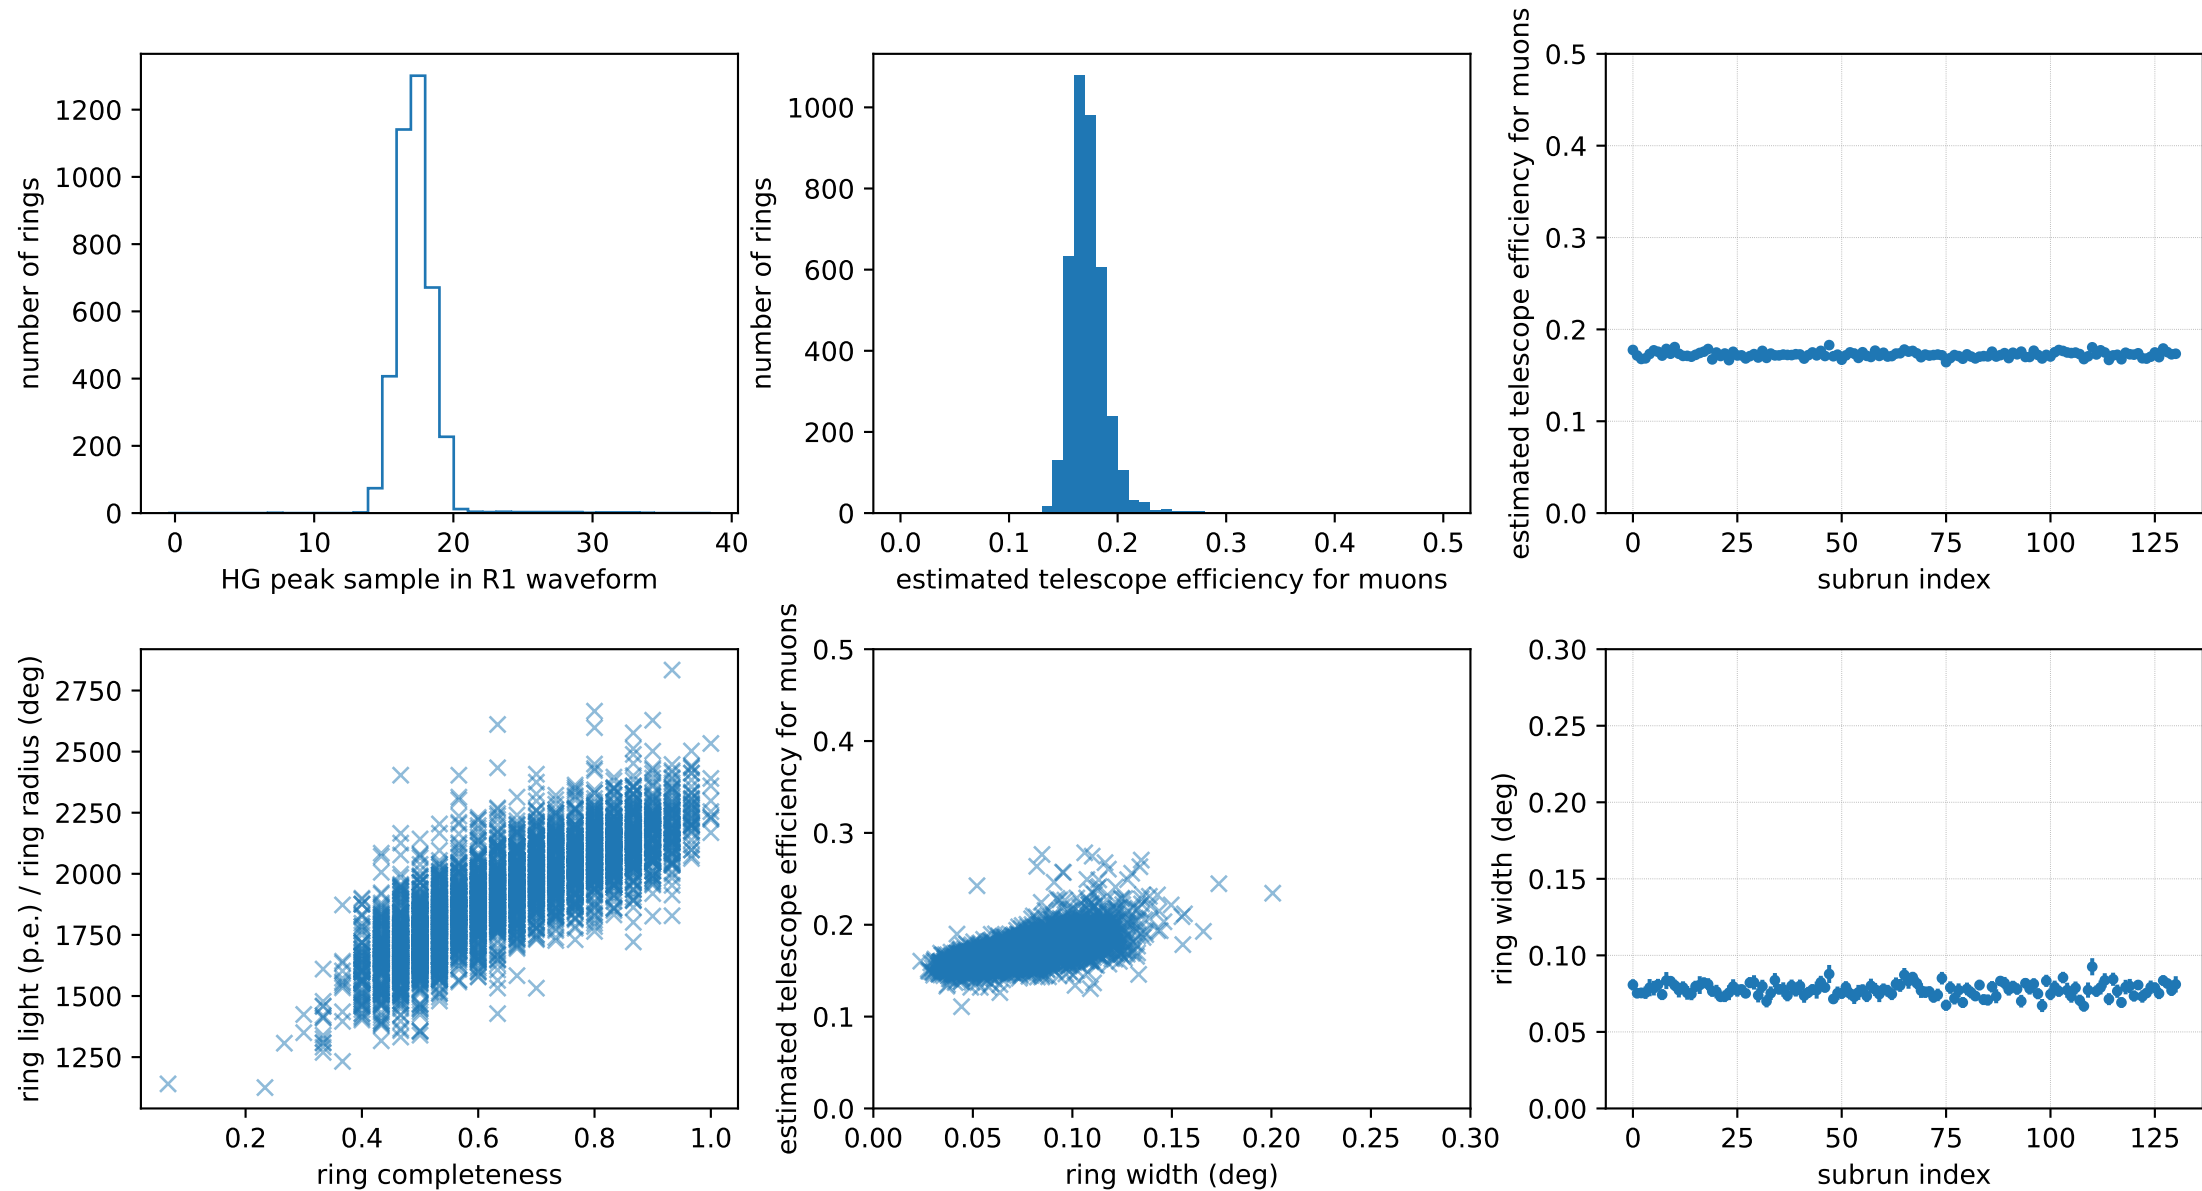 number of rings
1200
1000
800
600
400
200
0
0 10 20 30 40
HG peak sample in R1 waveform
number of rings
1000
800
600
400
200
0
0.0 0.1 0.2 0.3 0.4 0.5
estimated telescope efficiency for muons
estimated telescope efficiency for muons
0.5
0.4
0.3
0.2
0.1
0.0
0 25 50 75 100 125
subrun index
ring light (p.e.) / ring radius (deg)
2750
2500
2250
2000
1750
1500
1250
0.2 0.4 0.6 0.8 1.0
ring completeness
estimated telescope efficiency for muons
0.5
0.4
0.3
0.2
0.1
0.0
0.00 0.05 0.10 0.15 0.20 0.25 0.30
ring width (deg)
ring width (deg)
0.30
0.25
0.20
0.15
0.10
0.05
0.00
0 25 50 75 100 125
subrun index